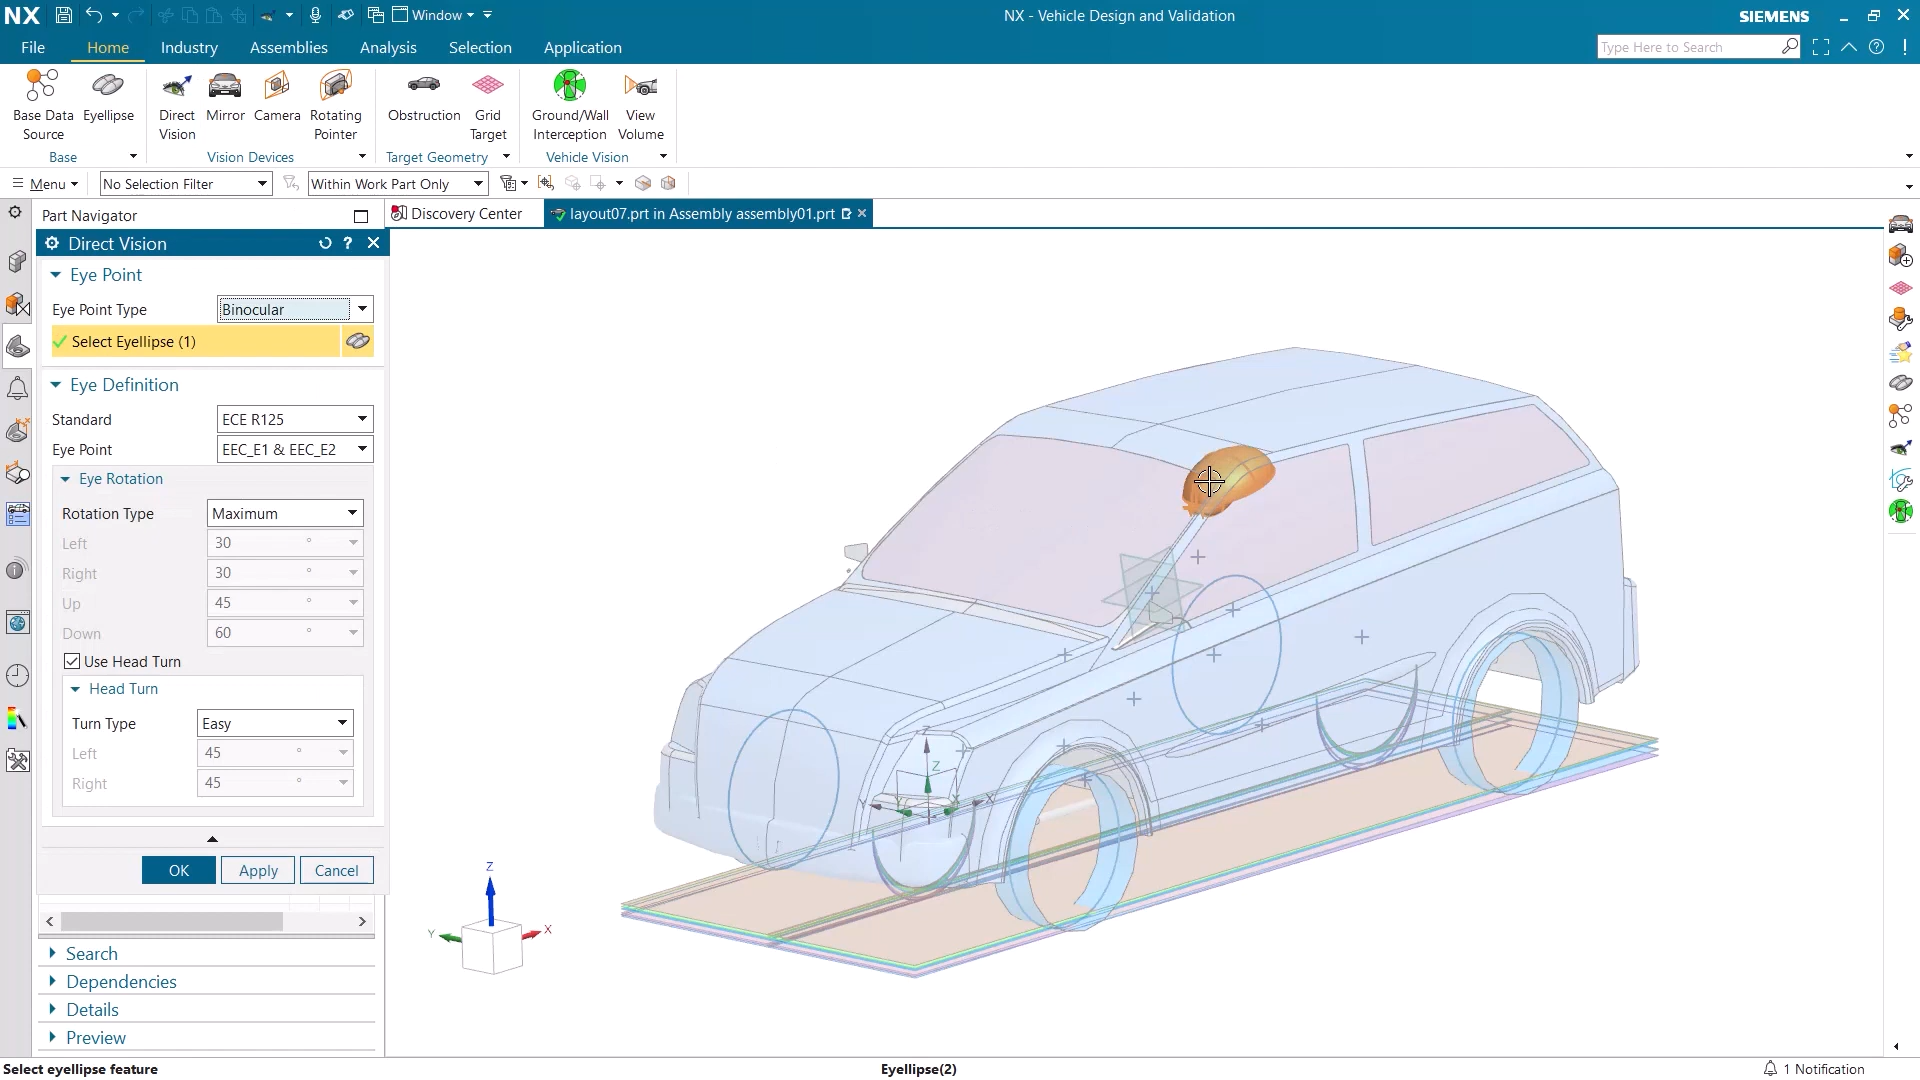 NX
Window
NX - Vehicle Design and Validation
SIEMENS
File
Home
Industry
Assemblies
Analysis
Selection
Application
Type Here to Search
Base Data Source
Eyellipse
Direct Vision
Mirror
Camera
Rotating Pointer
Obstruction
Grid Target
Ground/Wall Interception
View Volume
Base
Vision Devices
Target Geometry
Vehicle Vision
Menu
No Selection Filter
Within Work Part Only
Part Navigator
Discovery Center
layout07.prt in Assembly assembly01.prt
Direct Vision
Eye Point
Eye Point Type
Binocular
Select Eyellipse (1)
Eye Definition
Standard
ECE R125
Eye Point
EEC_E1 & EEC_E2
Eye Rotation
Rotation Type
Maximum
Left
30 °
Right
30 °
Up
45 °
Down
60 °
Use Head Turn
Head Turn
Turn Type
Easy
Left
45 °
Right
45 °
OK
Apply
Cancel
Search
Dependencies
Details
Preview
Z
Y
X
Z
Z
Y
Y
X
X
Select eyellipse feature
Eyellipse(2)
1 Notification